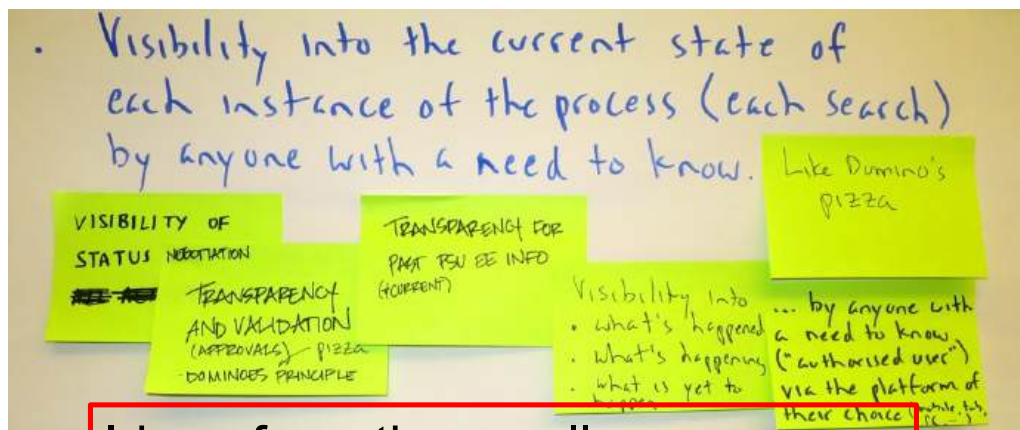 . Visibility into the current state of
each instance of the process (each search)
by anyone with a need to know.
Like Domino's
pizza
VISIBILITY OF
STATUS NEGOTIATION
TRANSPARENCY
AND VALIDATION
(APPROVALS) PIZZA
DOMINOES PRINCIPLE
TRANSPARENCY FOR
PAST PSU EE INFO
(+CURRENT)
Visibility into
• what's happened
• what's happening
• what is yet to
... by anyone with
a need to know
("authorised user")
via the platform of
their choice